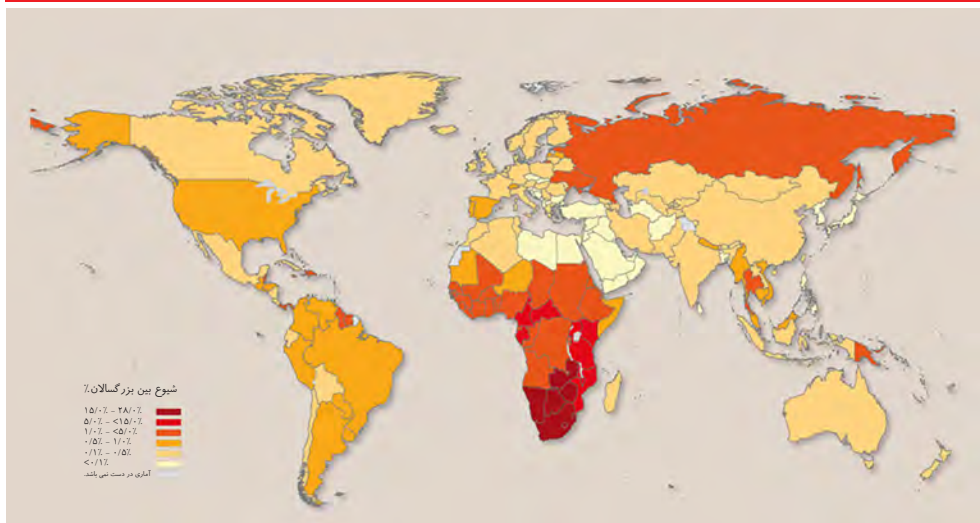 شیوع بین بزرگسالان٪
۱۵/۰٪ - ۲۸/۰٪
۵/۰٪ - <۱۵/۰٪
۱/۰٪ - <۵/۰٪
۰/۵٪ - ۱/۰٪
۰/۱٪ - ۰/۵٪
<۰/۱٪
آماری در دست نمی باشد.